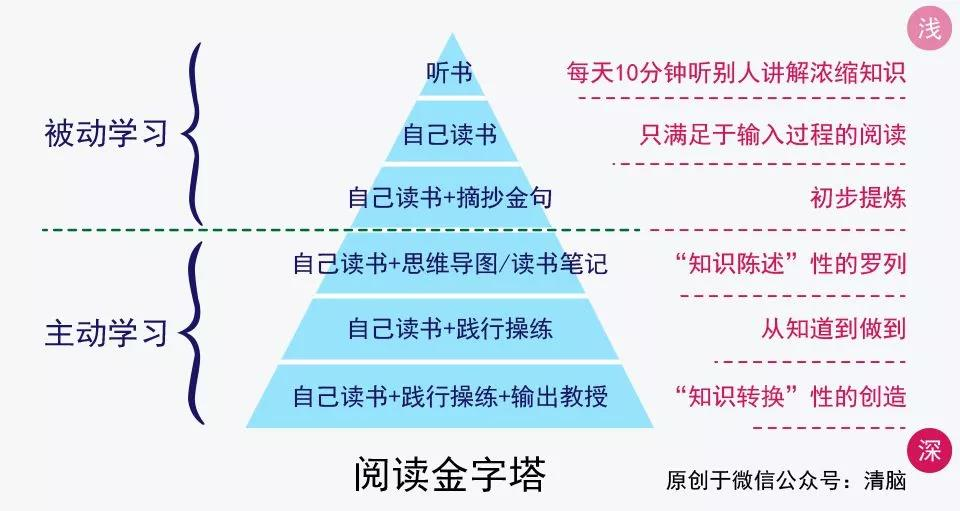 浅
听书
每天10分钟听别人讲解浓缩知识
被动学习
自己读书
只满足于输入过程的阅读
自己读书+摘抄金句
初步提炼
自己读书+思维导图/读书笔记
“知识陈述”性的罗列
主动学习
自己读书+践行操练
从知道到做到
自己读书+践行操练+输出教授
“知识转换”性的创造
深
阅读金字塔
原创于微信公众号：清脑